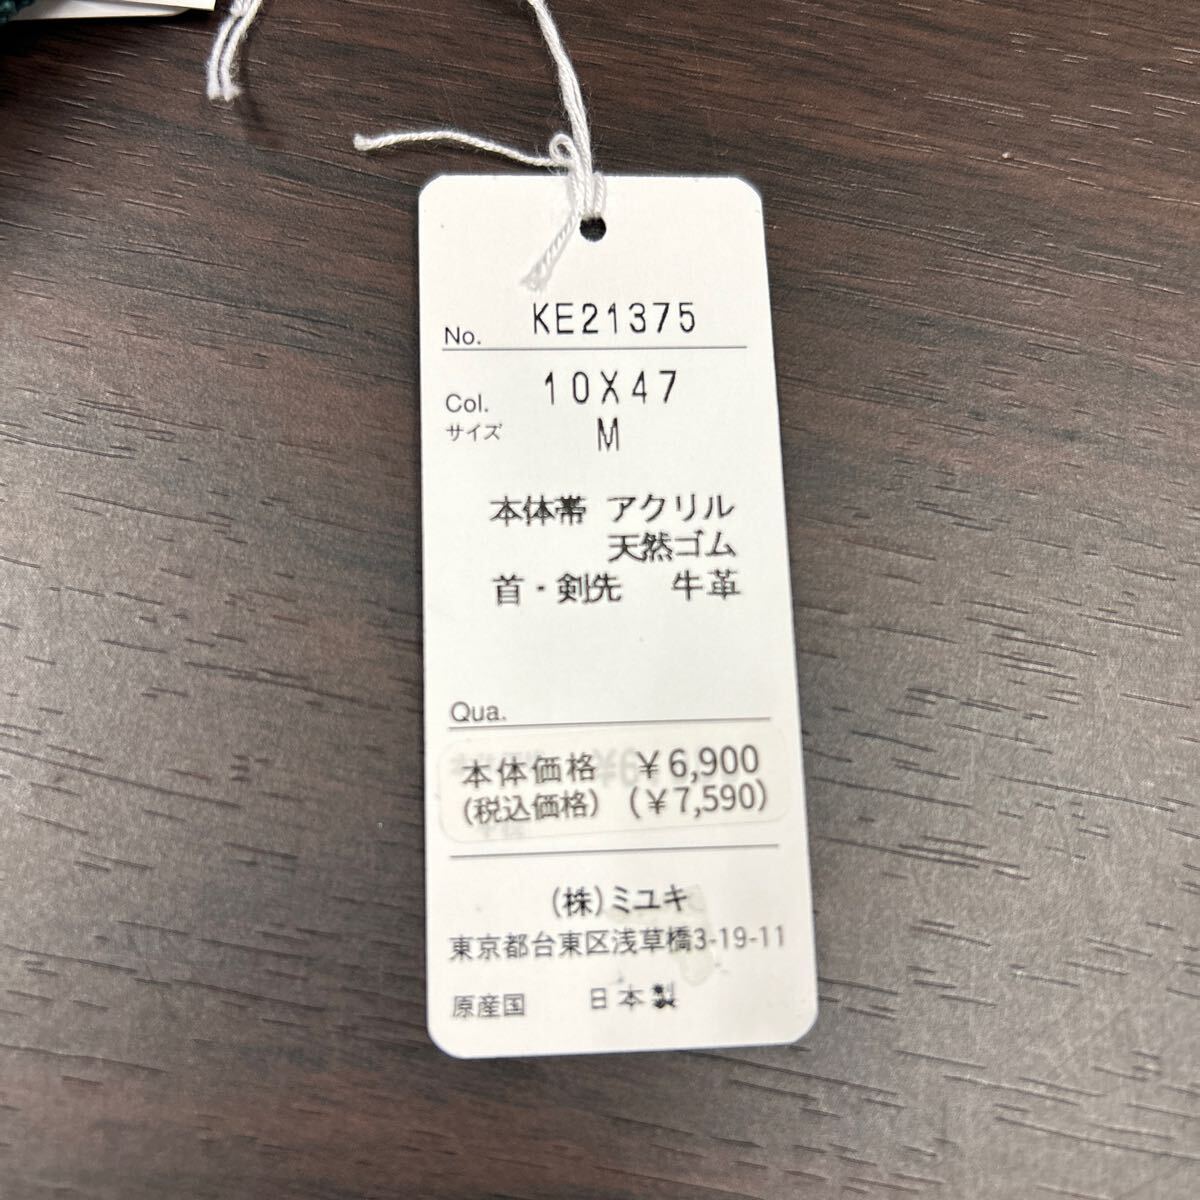 No. KE21375
Col. 10X47
サイズ M
本体帯 アクリル
天然ゴム
首・剣先 牛革
Qua.
本体価格 ¥6,900
(税込価格) (¥7,590)
(株)ミユキ
東京都台東区浅草橋3-19-11
原産国 日本製